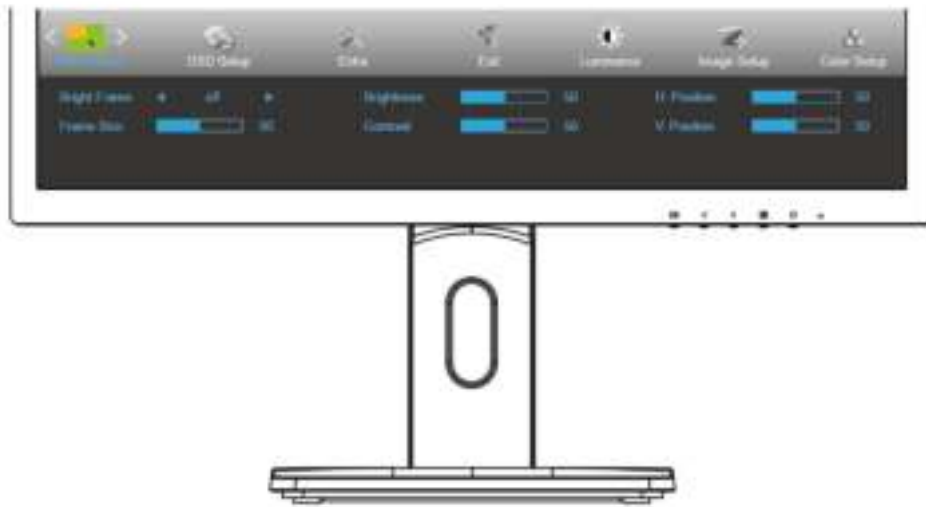 OSD Setup
Extra
Exit
Luminance
Image Setup
Color Setup
Bright Frame off
Brightness 50
H. Position 50
Frame Size
Contrast 50
V. Position 50